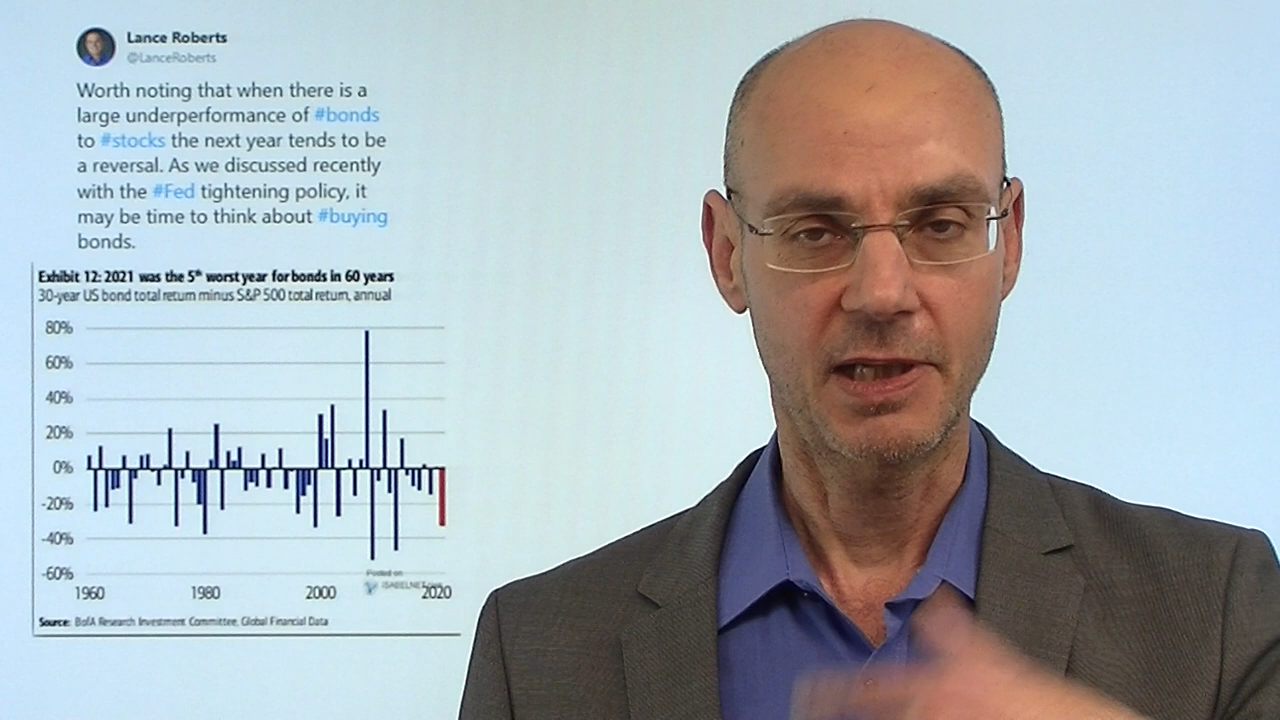 Lance Roberts
@LanceRoberts
Worth noting that when there is a
large underperformance of #bonds
to #stocks the next year tends to be
a reversal. As we discussed recently
with the #Fed tightening policy, it
may be time to think about #buying
bonds.
Exhibit 12: 2021 was the 5th worst year for bonds in 60 years
30-year US bond total return minus S&P 500 total return, annual
80%
60%
40%
20%
0%
-20%
-40%
-60%
Posted on
ISABELNET.com
1960 1980 2000 2020
Source: BofA Research Investment Committee, Global Financial Data